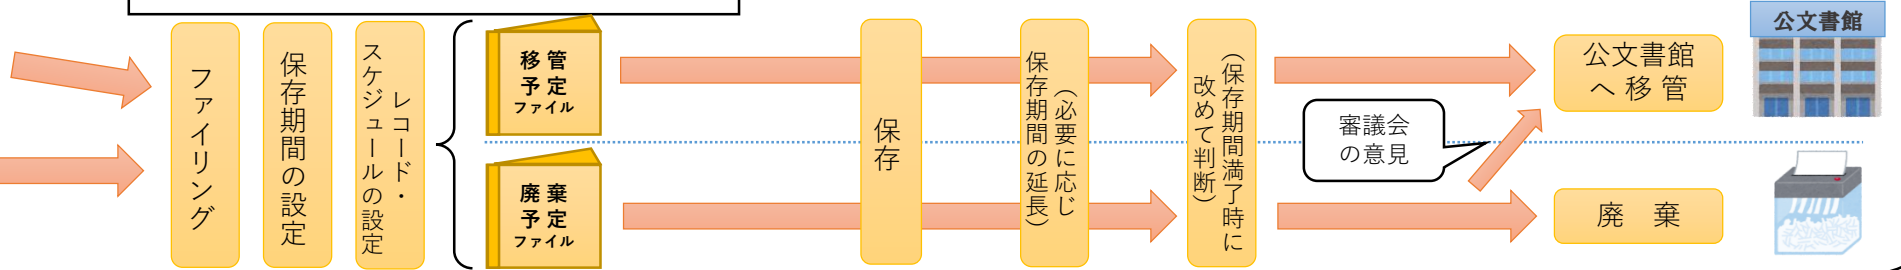 ファイリング
保存期間の設定
レコード・
スケジュールの設定
移管
予定
ファイル
廃棄
予定
ファイル
保存
（必要に応じ
保存期間の延長）
（保存期間満了時に
改めて判断）
審議会
の意見
公文書館
へ移管
廃　棄
公文書館